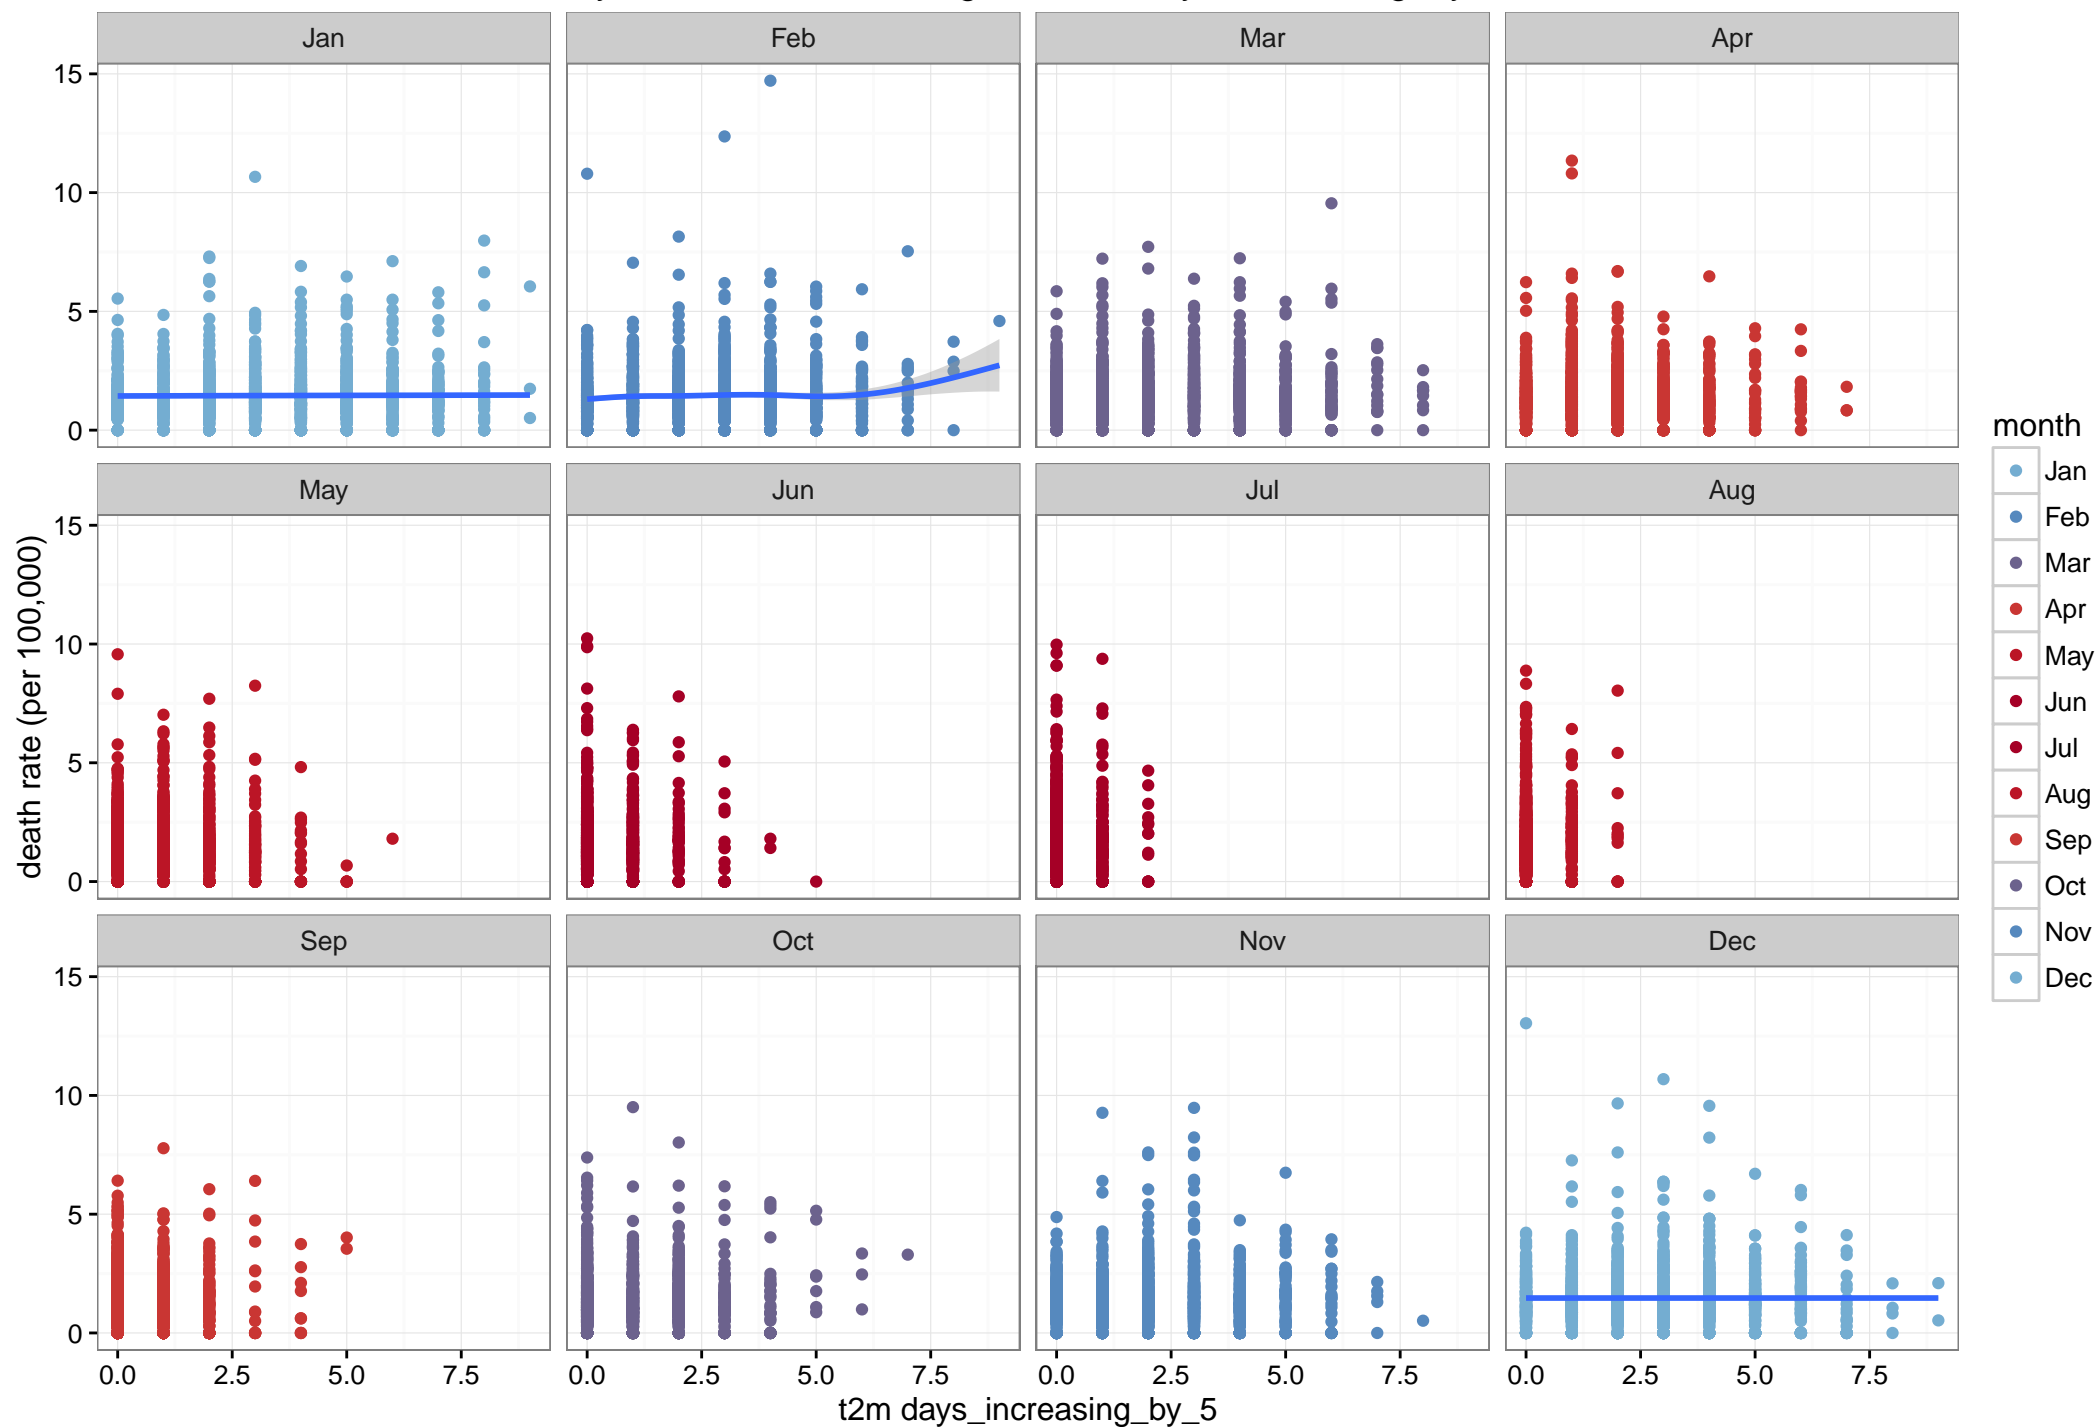 Jan Feb Mar Apr
15
10
5
0
month
Jan
Feb
Mar
Apr
May
Jun
Jul
Aug
Sep
Oct
Nov
Dec
May Jun Jul Aug
death rate (per 100,000)
15
10
5
0
Sep Oct Nov Dec
15
10
5
0
0.0 2.5 5.0 7.5 0.0 2.5 5.0 7.5 0.0 2.5 5.0 7.5 0.0 2.5 5.0 7.5
t2m days_increasing_by_5